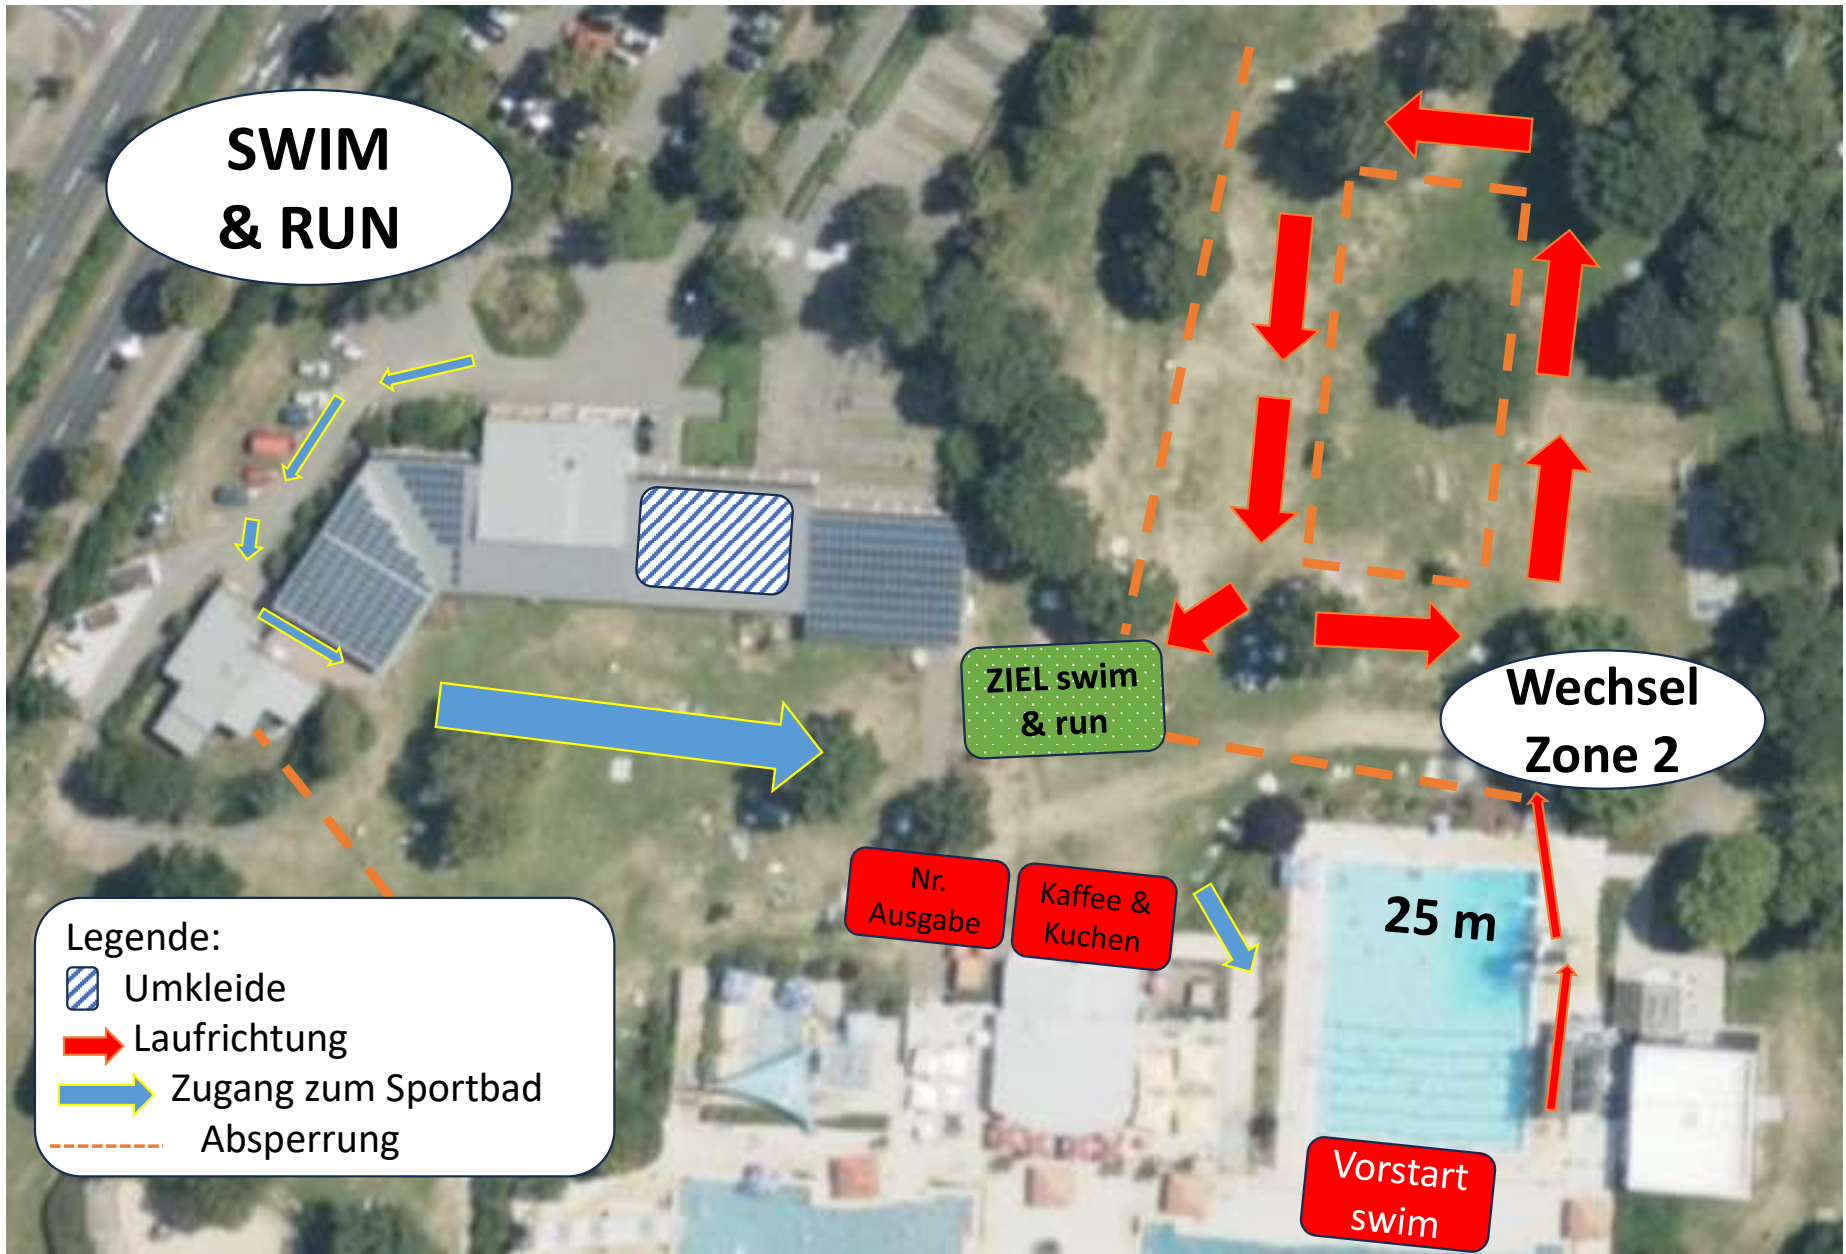 SWIM
& RUN
ZIEL swim
& run
Wechsel
Zone 2
Nr.
Ausgabe
Kaffee &
Kuchen
25 m
Legende:
Umkleide
Laufrichtung
Zugang zum Sportbad
Absperrung
Vorstart
swim